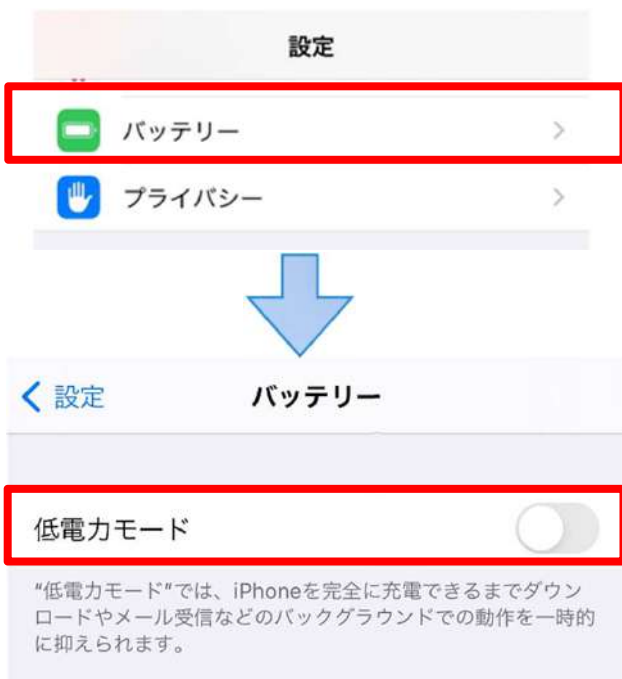 設定
バッテリー
プライバシー
設定
バッテリー
低電力モード
“低電力モード”では、iPhoneを完全に充電できるまでダウン
ロードやメール受信などのバックグラウンドでの動作を一時的
に抑えられます。